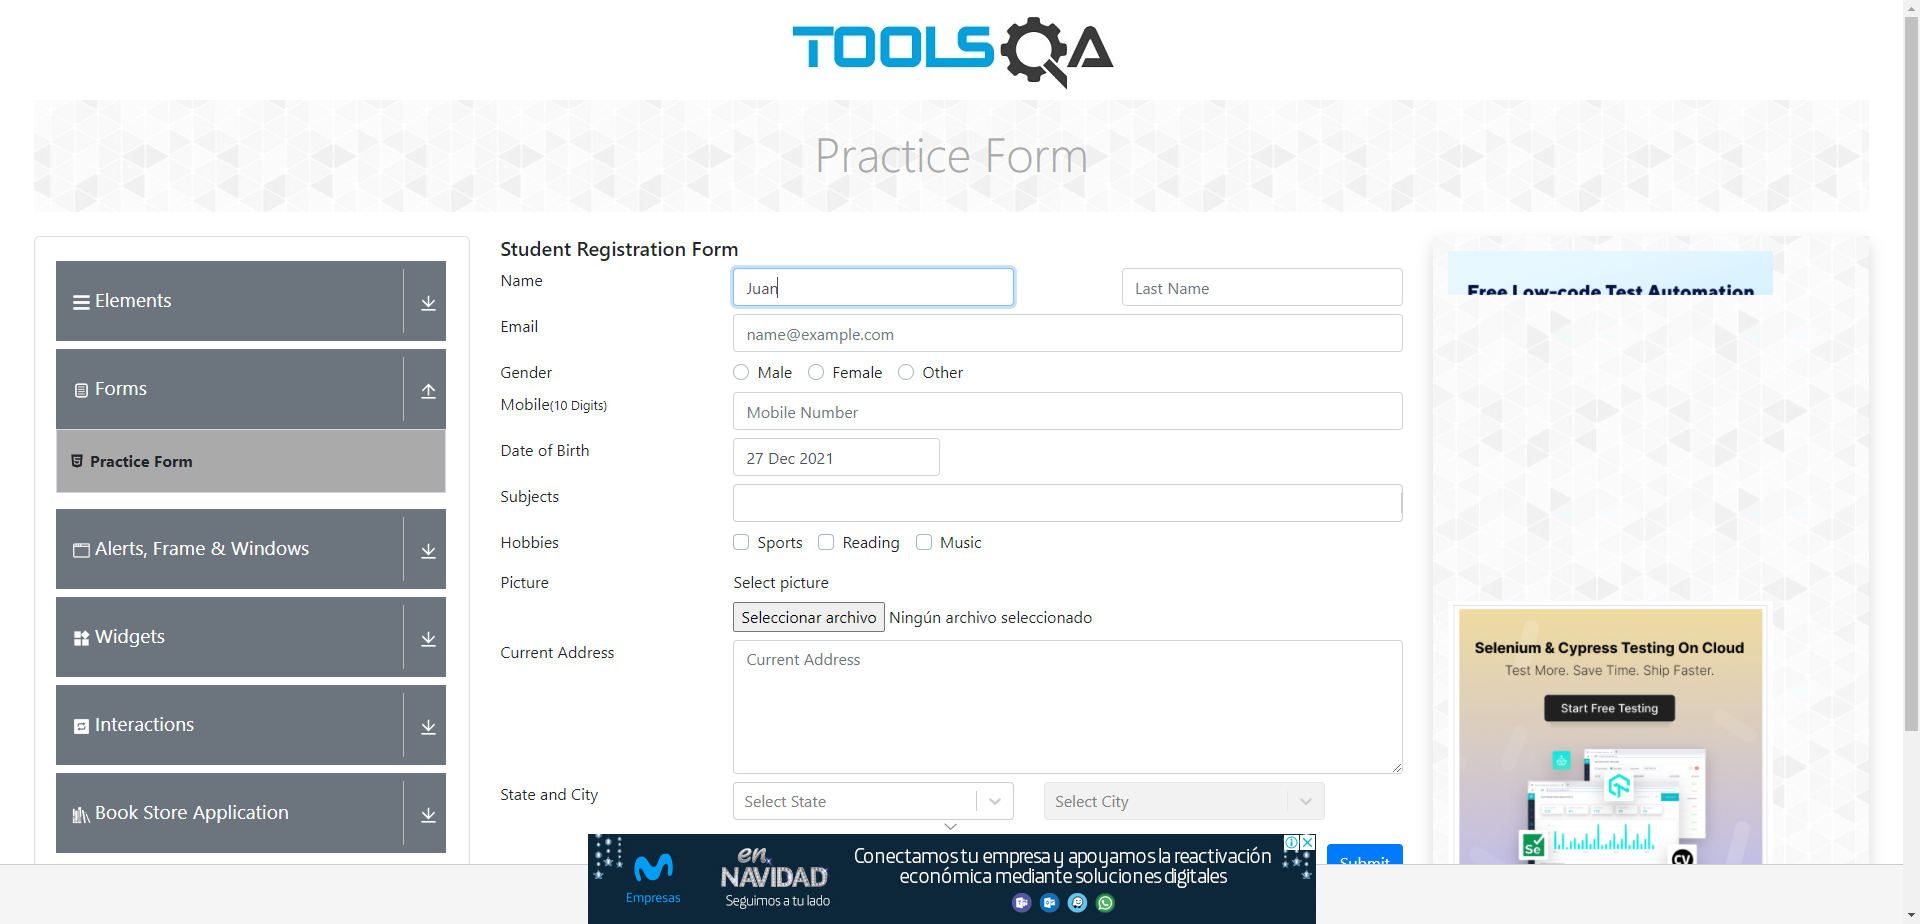 TOOLSQA
Practice Form
Elements
Forms
Practice Form
Alerts, Frame & Windows
Widgets
Interactions
Book Store Application
Student Registration Form
Name
Juan
Last Name
Email
name@example.com
Gender
Male
Female
Other
Mobile(10 Digits)
Mobile Number
Date of Birth
27 Dec 2021
Subjects
Hobbies
Sports
Reading
Music
Picture
Select picture
Seleccionar archivo
Ningún archivo seleccionado
Current Address
Current Address
State and City
Select State
Select City
Submit
Free Low-code Test Automation
Selenium & Cypress Testing On Cloud
Test More. Save Time. Ship Faster.
Start Free Testing
Se
CY
Empresas
en
NAVIDAD
Seguimos a tu lado
Conectamos tu empresa y apoyamos la reactivación
económica mediante soluciones digitales